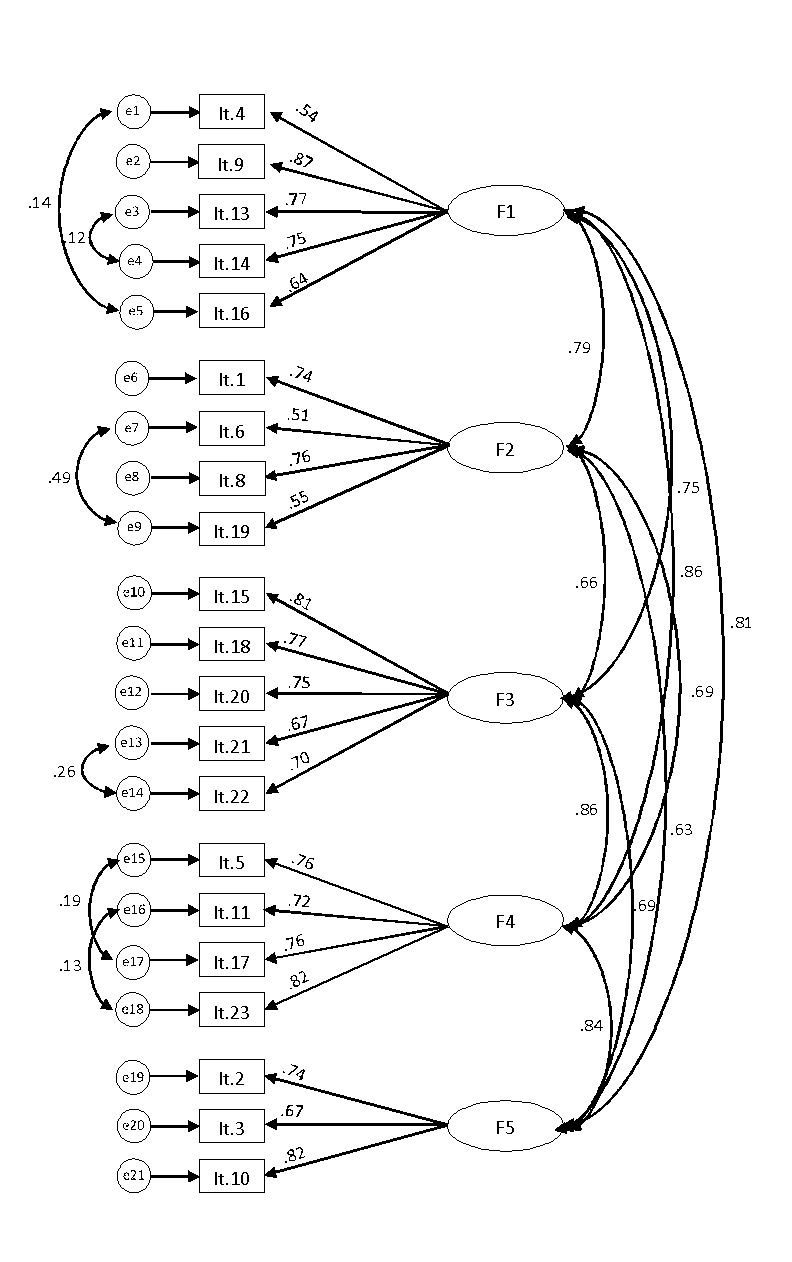 e1 It.4 .54
e2 It.9 .87
.14 e3 It.13 .77 F1
.12 e4 It.14 .75
e5 It.16 .64
.79
e6 It.1 .74
e7 It.6 .51
F2
.49 e8 It.8 .76
.75
e9 It.19 .55
.86
.66
e10 It.15 .81
.81
e11 It.18 .77
e12 It.20 .75 F3 .69
e13 It.21 .67
.26
e14 It.22 .70
.86
.63
e15 It.5 .76
.19 .69
e16 It.11 .72 F4
e17 It.17 .76
.13
e18 It.23 .82
.84
e19 It.2 .74
e20 It.3 .67 F5
e21 It.10 .82